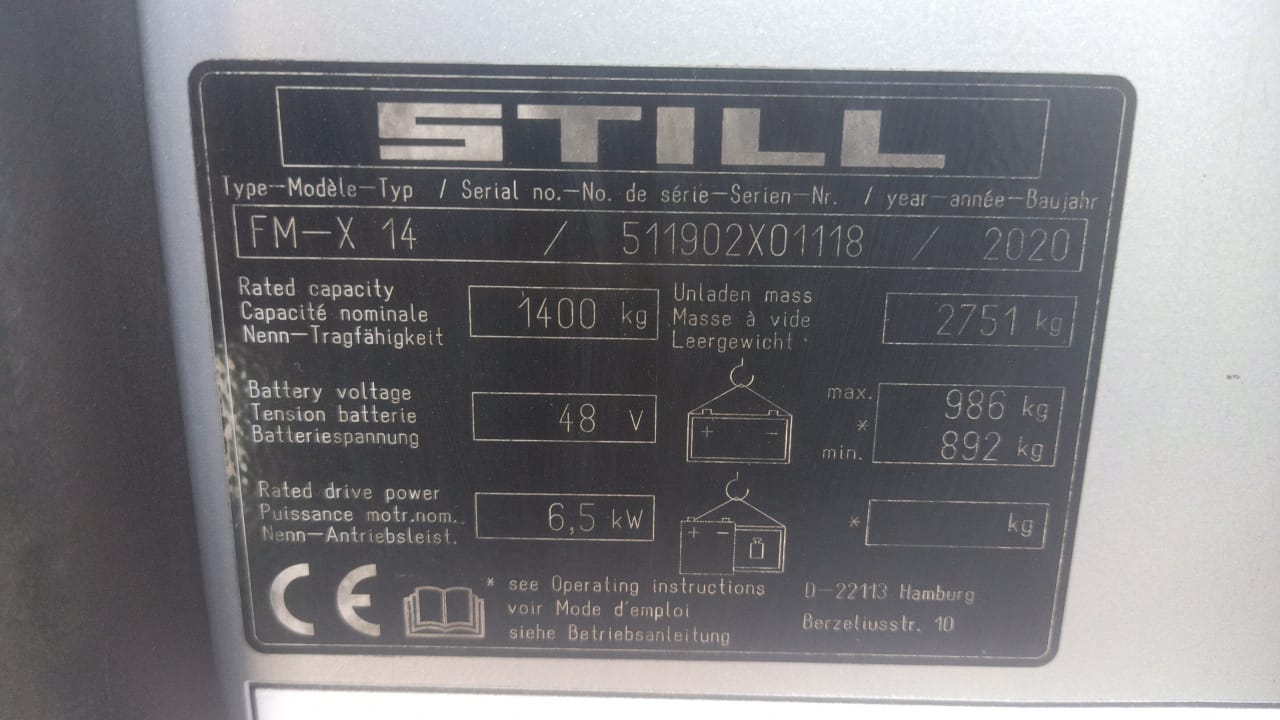 STILL
Type-Modèle-Typ / Serial no.-No. de série-Serien-Nr. / year-année-Baujahr
FM-X 14 / 511902X01118 / 2020
Rated capacity
Capacité nominale
Nenn-Tragfähigkeit
1400 kg
Unladen mass
Masse à vide
Leergewicht
2751 kg
Battery voltage
Tension batterie
Batteriespannung
48 V
+ -
max. 986 kg
*
min. 892 kg
Rated drive power
Puissance motr.nom.
Nenn-Antriebsleist.
6,5 kW
+ -
* kg
CE
* see Operating instructions
voir Mode d'emploi
siehe Betriebsanleitung
D-22113 Hamburg
Berzeliusstr. 10